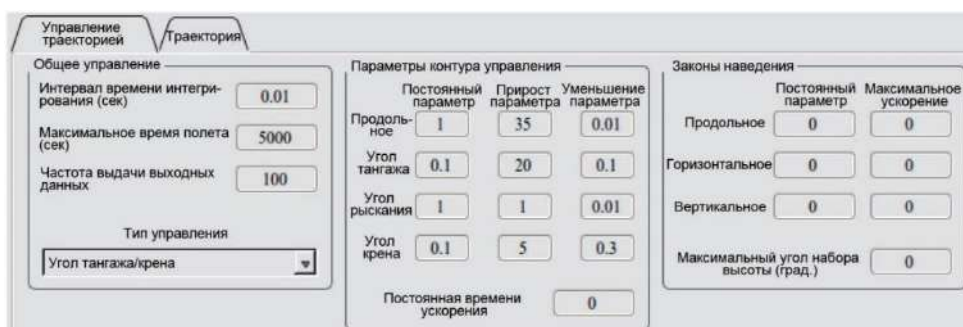 Управление
траекторией
Траектория
Общее управление
Интервал времени интегри-
рования (сек)
0.01
Максимальное время полета
(сек)
5000
Частота выдачи выходных
данных
100
Тип управления
Угол тангажа/крена
Параметры контура управления
Постоянный Прирост Уменьшение
параметр параметра параметра
Продоль-
ное
1 35 0.01
Угол
тангажа
0.1 20 0.1
Угол
рыскания
1 1 0.01
Угол
крена
0.1 5 0.3
Постоянная времени
ускорения
0
Законы наведения
Постоянный Максимальное
параметр ускорение
Продольное 0 0
Горизонтальное 0 0
Вертикальное 0 0
Максимальный угол набора
высоты (град.)
0